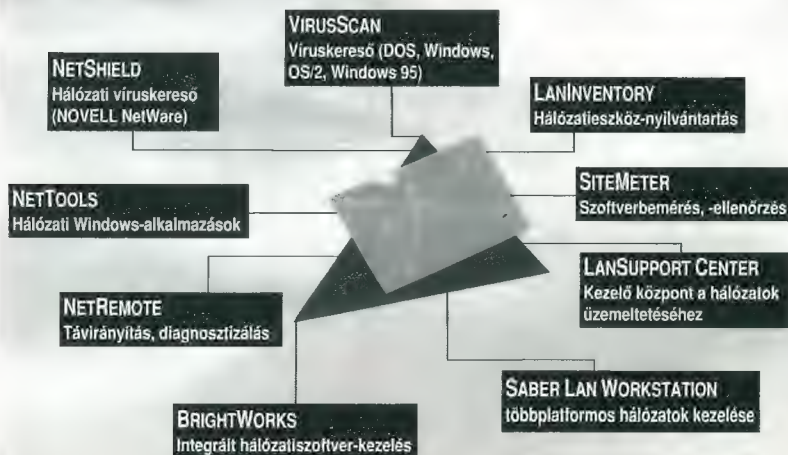 VIRUSSCAN
Víruskereső (DOS, Windows,
OS/2, Windows 95)
NETSHIELD
Hálózati víruskereső
(NOVELL NetWare)
LANINVENTORY
Hálózatieszköz-nyilvántartás
NETTOOLS
Hálózati Windows-alkalmazások
SITEMETER
Szoftverbemérés, -ellenőrzés
LANSUPPORT CENTER
Kezelő központ a hálózatok
üzemeltetéséhez
NETREMOTE
Távirányítás, diagnosztizálás
SABER LAN WORKSTATION
többplatformos hálózatok kezelése
BRIGHTWORKS
Integrált hálózatiszoftver-kezelés